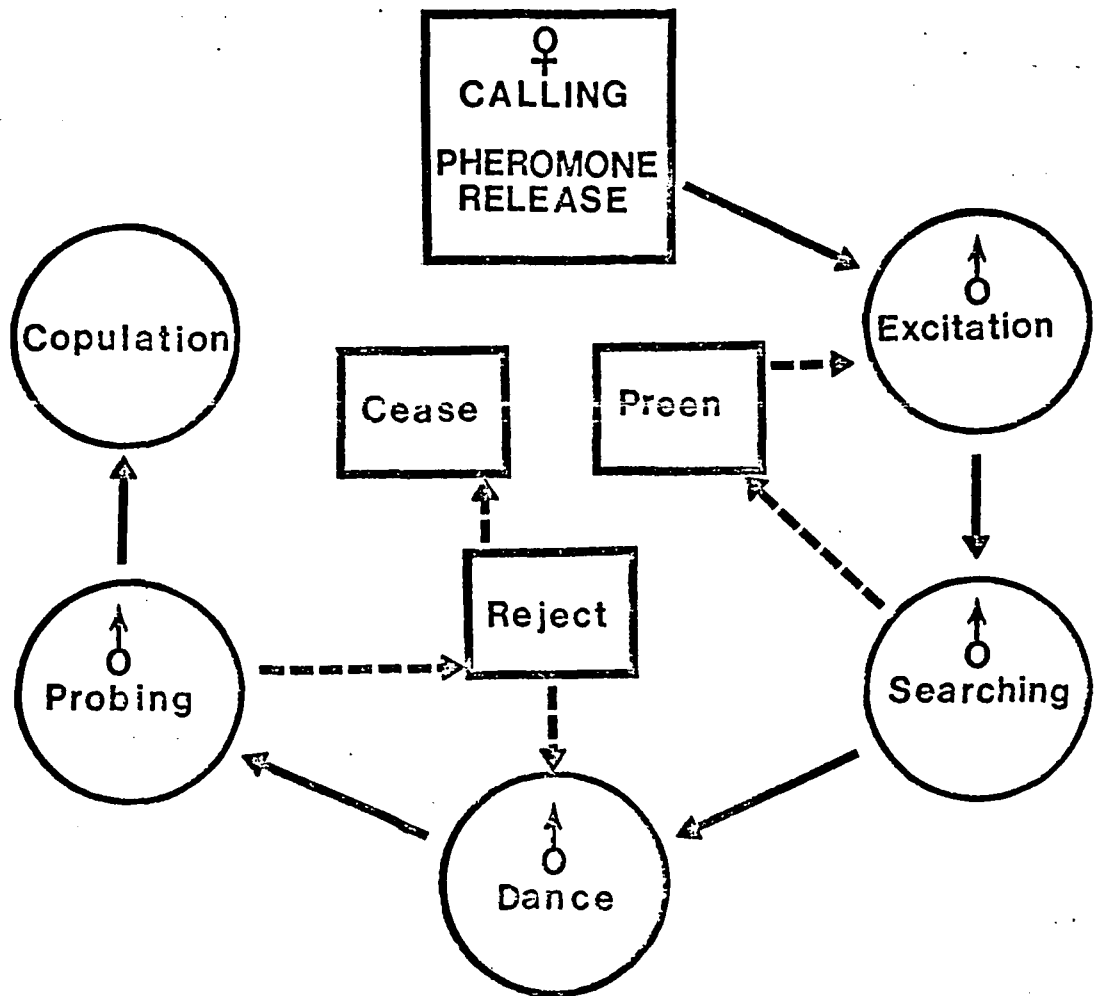 ♀
CALLING
PHEROMONE
RELEASE
♂
Excitation
Copulation
Cease
Preen
♂
Searching
Reject
♂
Probing
♂
Dance